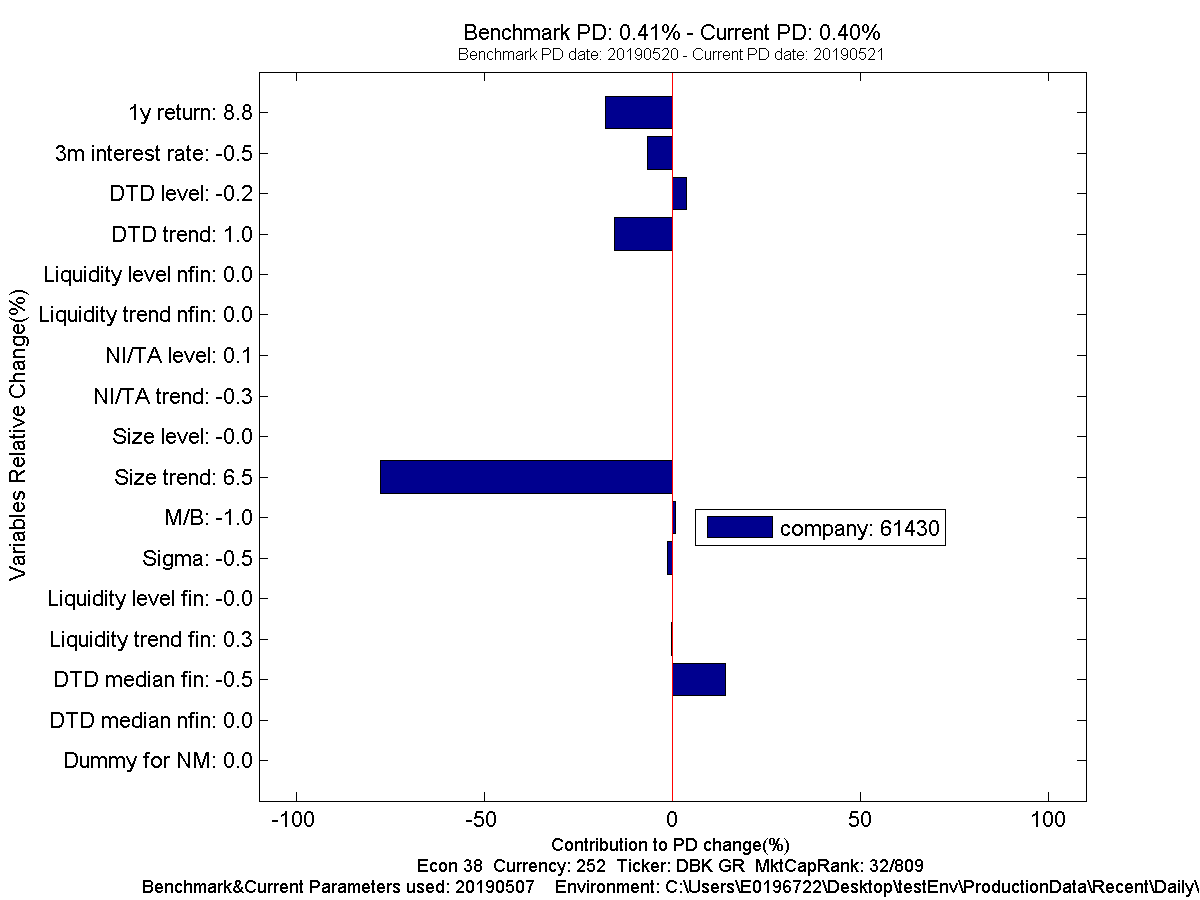 Benchmark PD: 0.41% - Current PD: 0.40%
Benchmark PD date: 20190520 - Current PD date: 20190521
Variables Relative Change(%)
1y return: 8.8
3m interest rate: -0.5
DTD level: -0.2
DTD trend: 1.0
Liquidity level nfin: 0.0
Liquidity trend nfin: 0.0
NI/TA level: 0.1
NI/TA trend: -0.3
Size level: -0.0
Size trend: 6.5
M/B: -1.0
company: 61430
Sigma: -0.5
Liquidity level fin: -0.0
Liquidity trend fin: 0.3
DTD median fin: -0.5
DTD median nfin: 0.0
Dummy for NM: 0.0
-100 -50 0 50 100
Contribution to PD change(%)
Econ 38 Currency: 252 Ticker: DBK GR MktCapRank: 32/809
Benchmark&Current Parameters used: 20190507 Environment: C:\Users\E0196722\Desktop\testEnv\ProductionData\Recent\Daily\